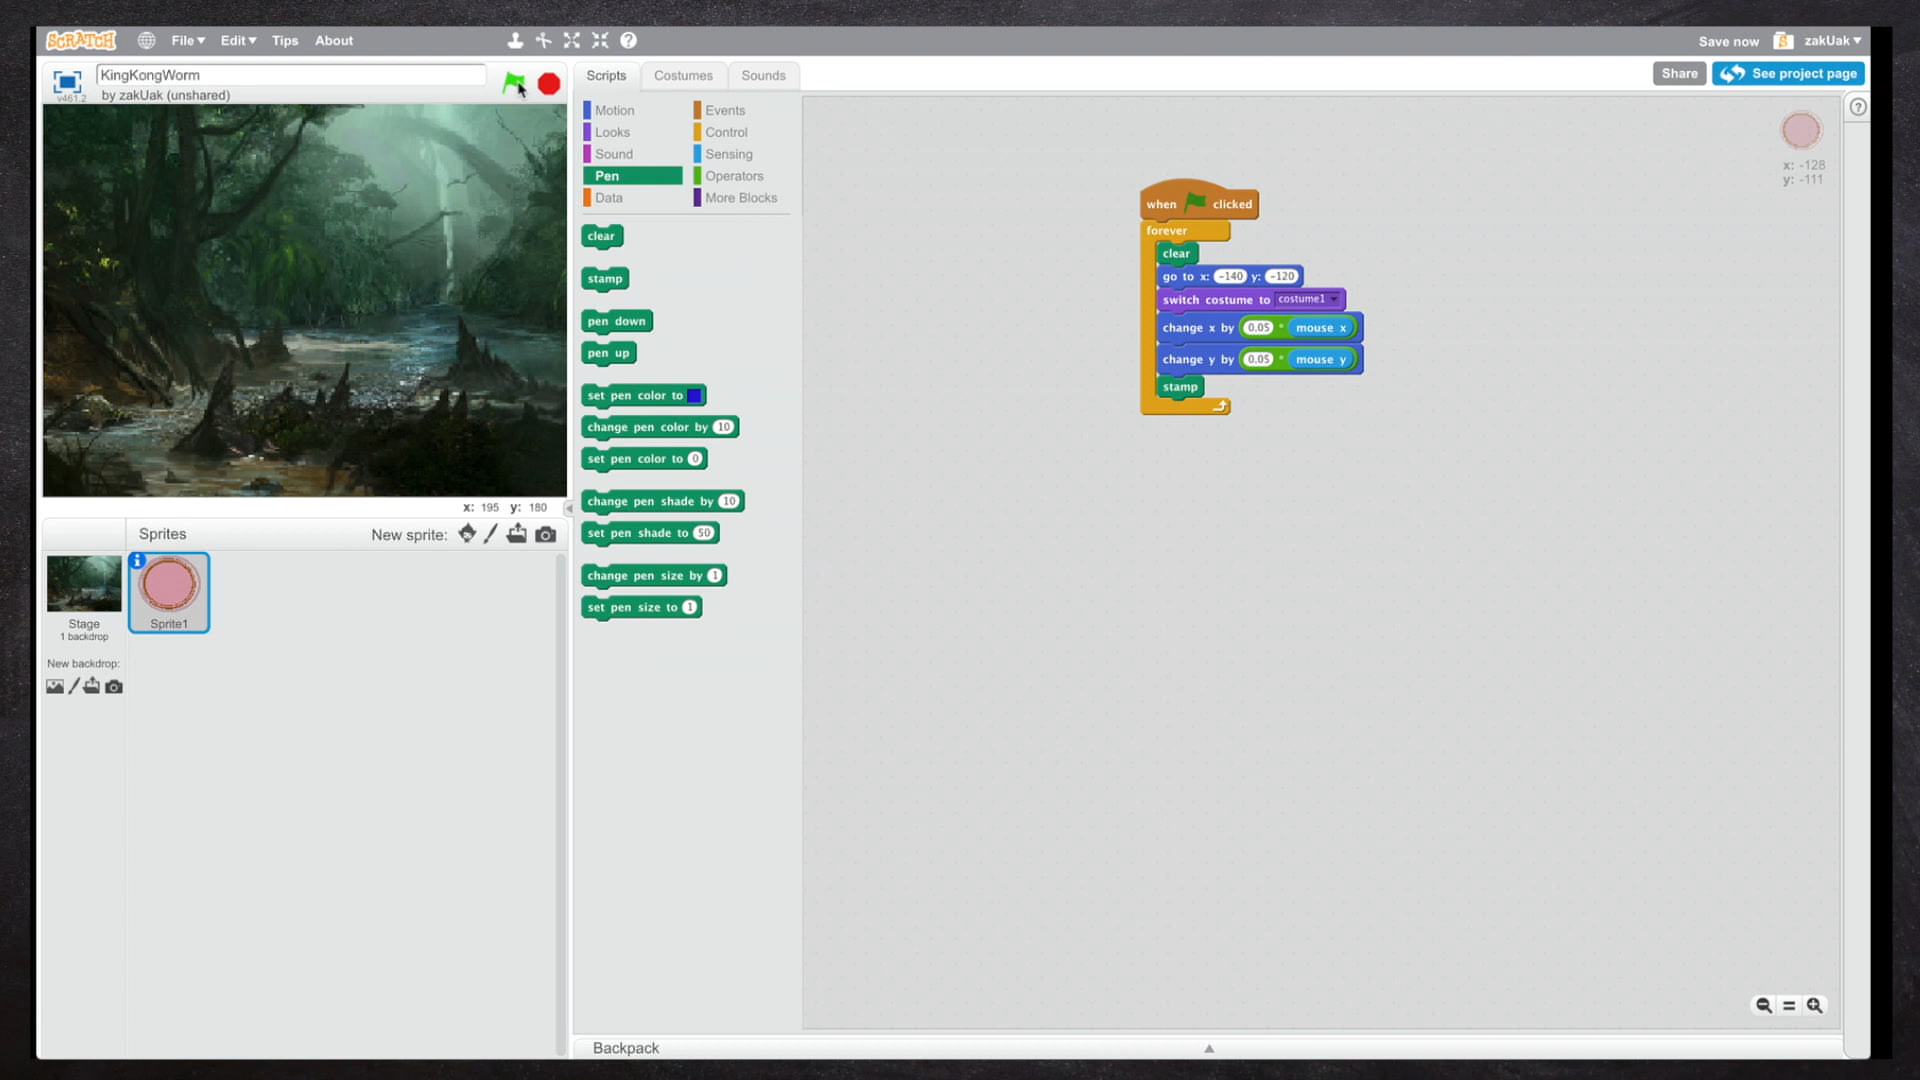 SCRATCH File Edit Tips About Save now zakUak
KingKongWorm
v461.2 by zakUak (unshared)
Scripts Costumes Sounds
Share See project page
Motion Events
Looks Control
Sound Sensing
Pen Operators
Data More Blocks
clear
stamp
pen down
pen up
set pen color to
change pen color by 10
set pen color to 0
change pen shade by 10
set pen shade to 50
change pen size by 1
set pen size to 1
when clicked
forever
clear
go to x: -140 y: -120
switch costume to costume1
change x by 0.05 * mouse x
change y by 0.05 * mouse y
stamp
x: -128
y: -111
x: 195 y: 180
Sprites New sprite:
Stage
1 backdrop
Sprite1
New backdrop:
Backpack